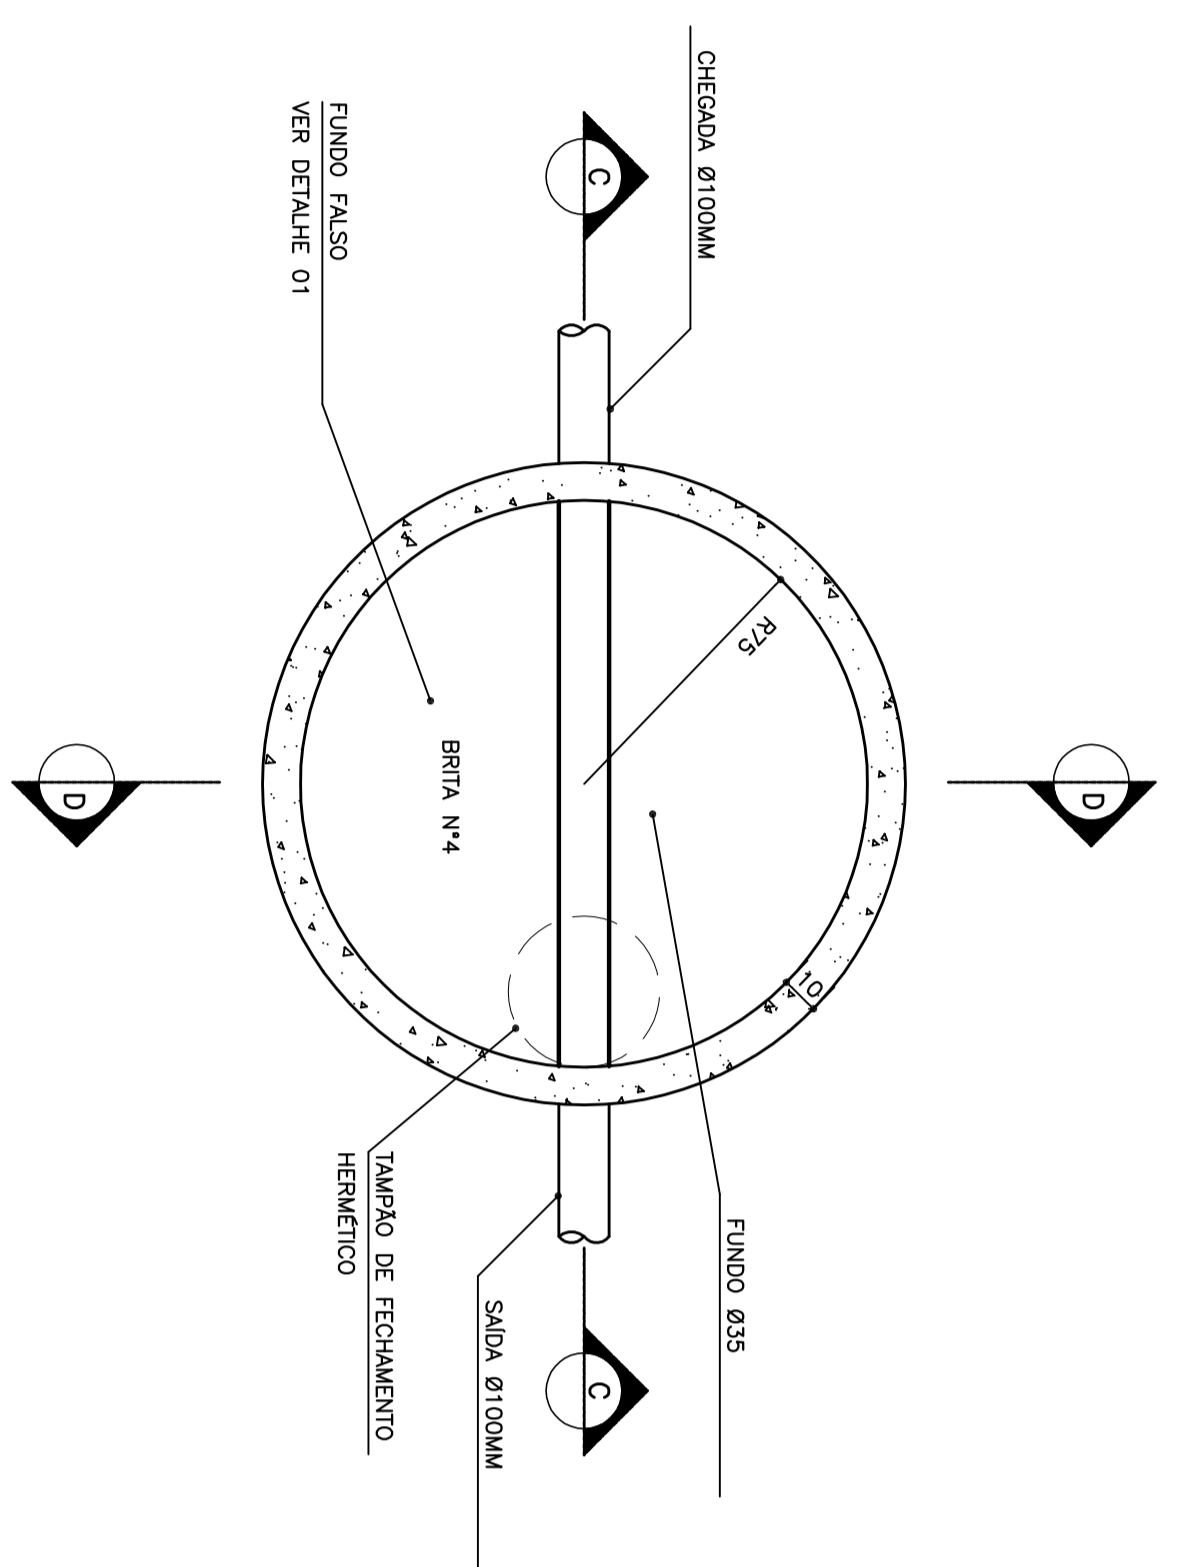 CHEGADA Ø100MM
C
FUNDO FALSO
VER DETALHE 01
R75
D
D
BRITA N°4
10
FUNDO Ø35
TAMPÃO DE FECHAMENTO
HERMÉTICO
SAÍDA Ø100MM
C